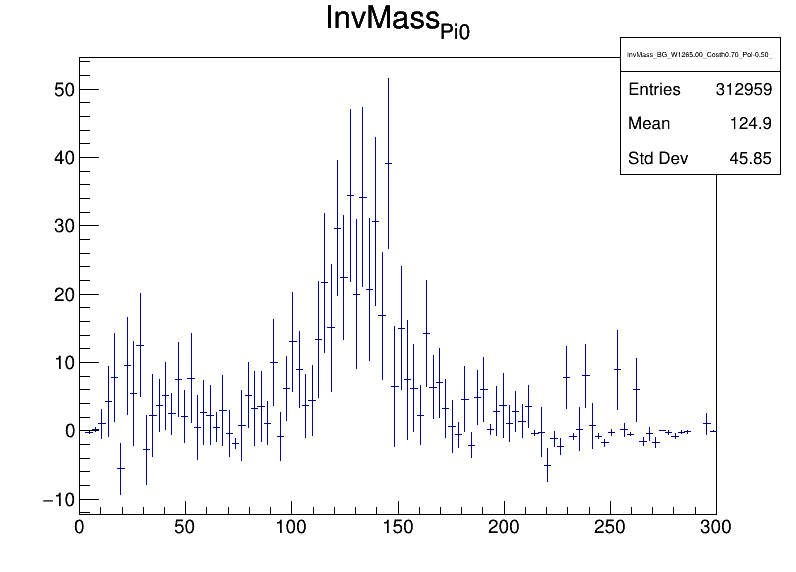 InvMassPi0
InvMass_BG_W1265.00_Costh0.70_Pol-0.50_
Entries 312959
Mean 124.9
Std Dev 45.85
50
40
30
20
10
0
−10
0 50 100 150 200 250 300